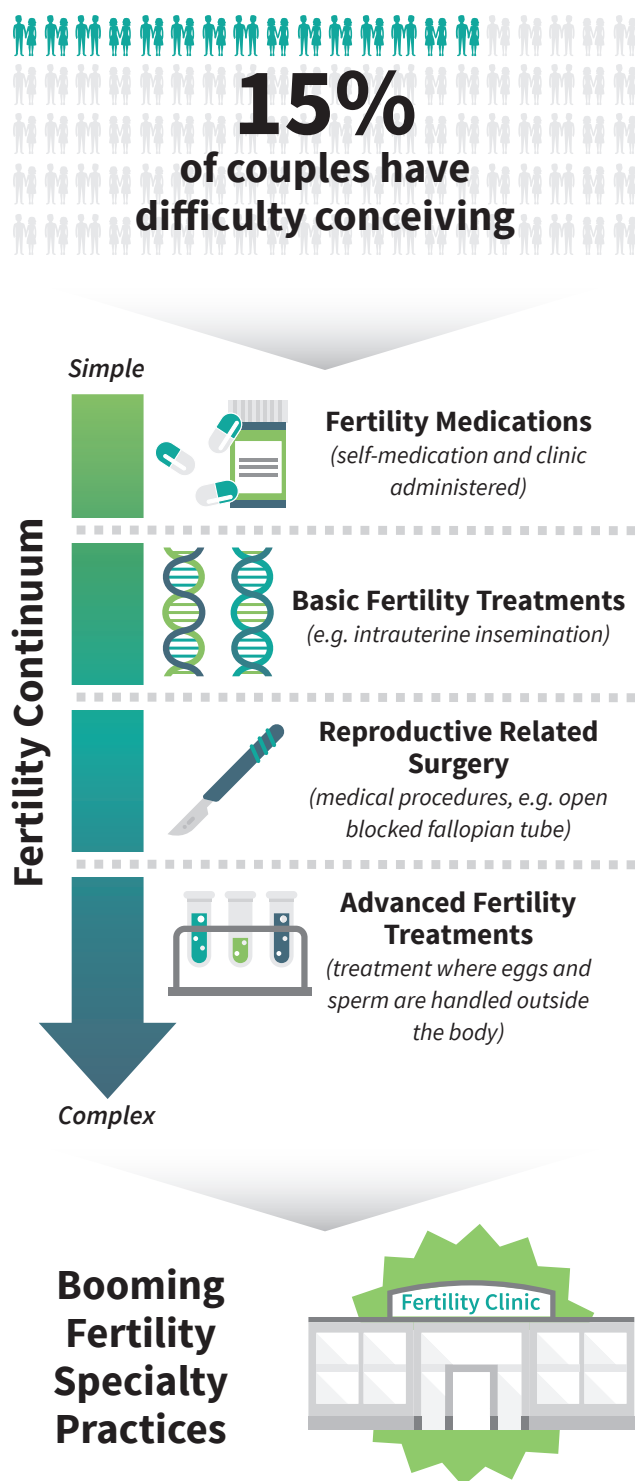 15%
of couples have
difficulty conceiving
Simple
Fertility Continuum
Fertility Medications
(self-medication and clinic
administered)
Basic Fertility Treatments
(e.g. intrauterine insemination)
Reproductive Related
Surgery
(medical procedures, e.g. open
blocked fallopian tube)
Advanced Fertility
Treatments
(treatment where eggs and
sperm are handled outside
the body)
Complex
Booming
Fertility
Specialty
Practices
Fertility Clinic